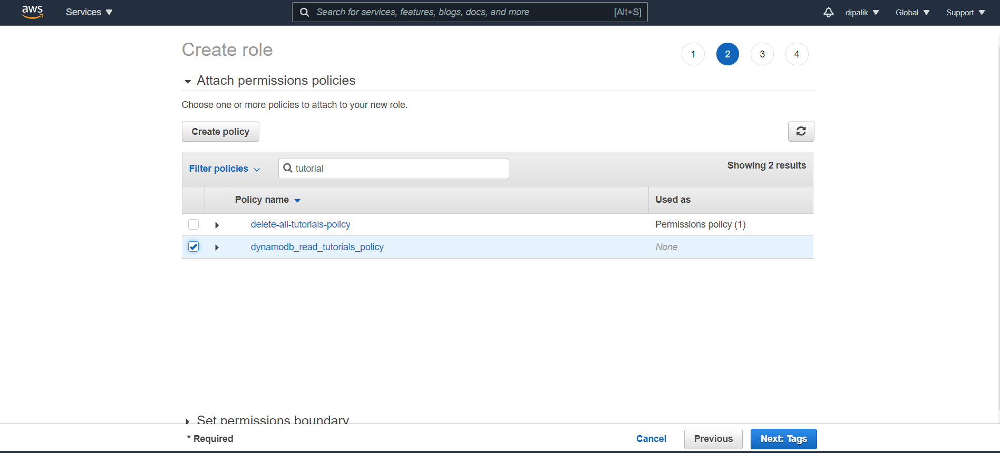 aws Services Search for services, features, blogs, docs, and more [Alt+S] dipalik Global Support
Create role
1 2 3 4
Attach permissions policies
Choose one or more policies to attach to your new role.
Create policy
Filter policies tutorial Showing 2 results
Policy name Used as
delete-all-tutorials-policy Permissions policy (1)
dynamodb_read_tutorials_policy None
Set permissions boundary
* Required Cancel Previous Next: Tags